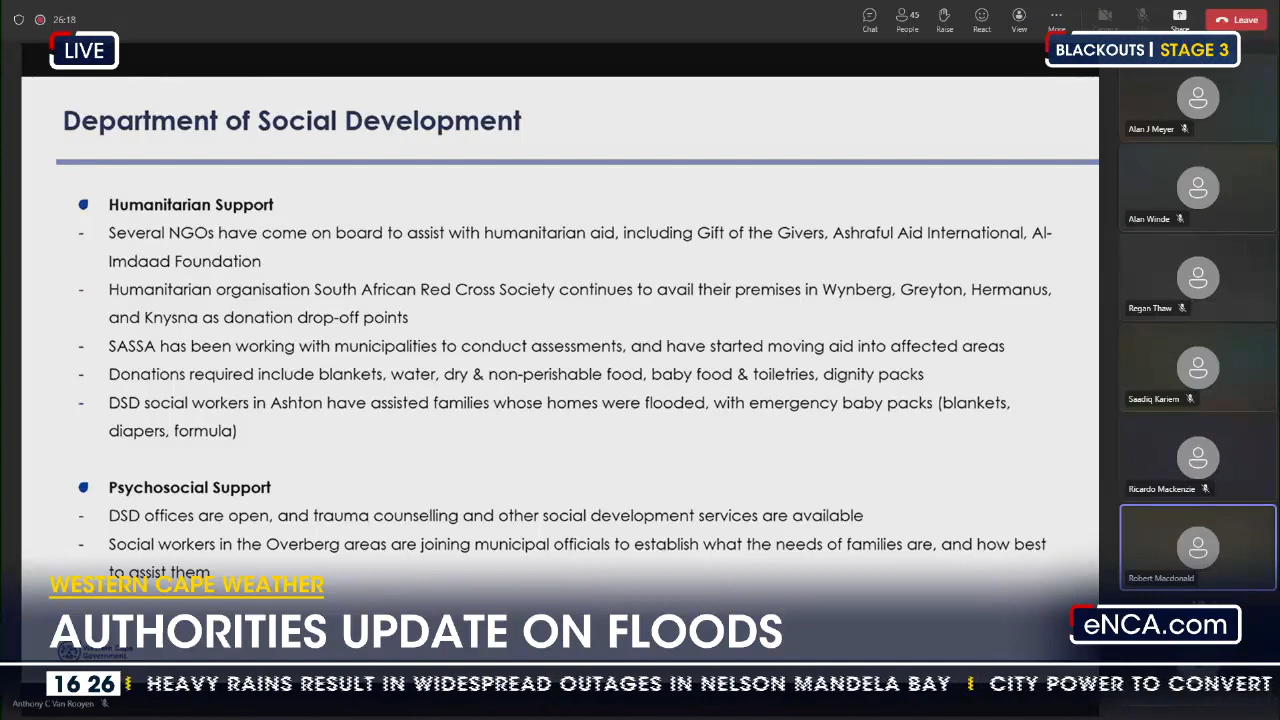 26:18
45
Chat
People
Raise
React
View
More
Share
Leave
LIVE
BLACKOUTS | STAGE 3
Department of Social Development
Humanitarian Support
- Several NGOs have come on board to assist with humanitarian aid, including Gift of the Givers, Ashraful Aid International, Al-
Imdaad Foundation
- Humanitarian organisation South African Red Cross Society continues to avail their premises in Wynberg, Greyton, Hermanus,
and Knysna as donation drop-off points
- SASSA has been working with municipalities to conduct assessments, and have started moving aid into affected areas
- Donations required include blankets, water, dry & non-perishable food, baby food & toiletries, dignity packs
- DSD social workers in Ashton have assisted families whose homes were flooded, with emergency baby packs (blankets,
diapers, formula)
Psychosocial Support
- DSD offices are open, and trauma counselling and other social development services are available
- Social workers in the Overberg areas are joining municipal officials to establish what the needs of families are, and how best
to assist them
Alan J Meyer
Alan Winde
Regan Thaw
Saadiq Kariem
Ricardo Mackenzie
Robert Macdonald
WESTERN CAPE WEATHER
AUTHORITIES UPDATE ON FLOODS
eNCA.com
Western Cape
Government
16 26
HEAVY RAINS RESULT IN WIDESPREAD OUTAGES IN NELSON MANDELA BAY
CITY POWER TO CONVERT
Anthony C Van Rooyen